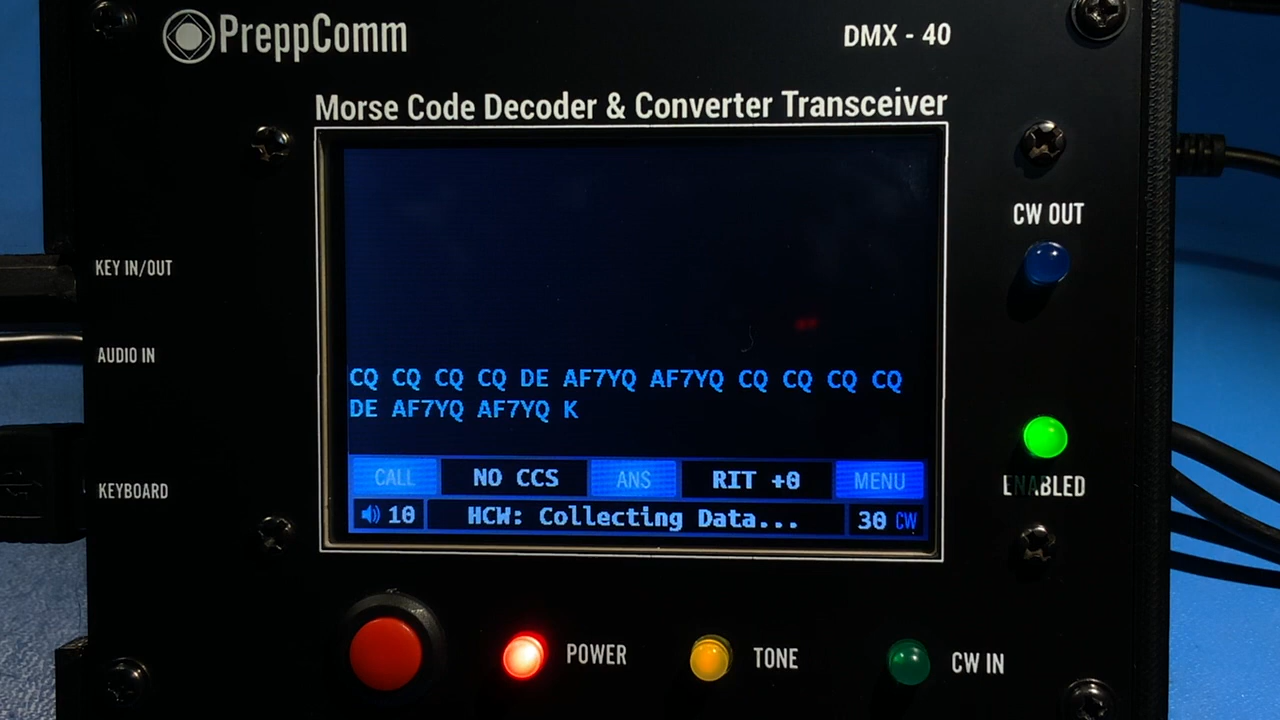 PreppComm
DMX - 40
Morse Code Decoder & Converter Transceiver
CW OUT
KEY IN/OUT
AUDIO IN
CQ CQ CQ CQ DE AF7YQ AF7YQ CQ CQ CQ CQ
DE AF7YQ AF7YQ K
CALL NO CCS ANS RIT +0 MENU
KEYBOARD
ENABLED
10 HCW: Collecting Data... 30 CW
POWER
TONE
CW IN